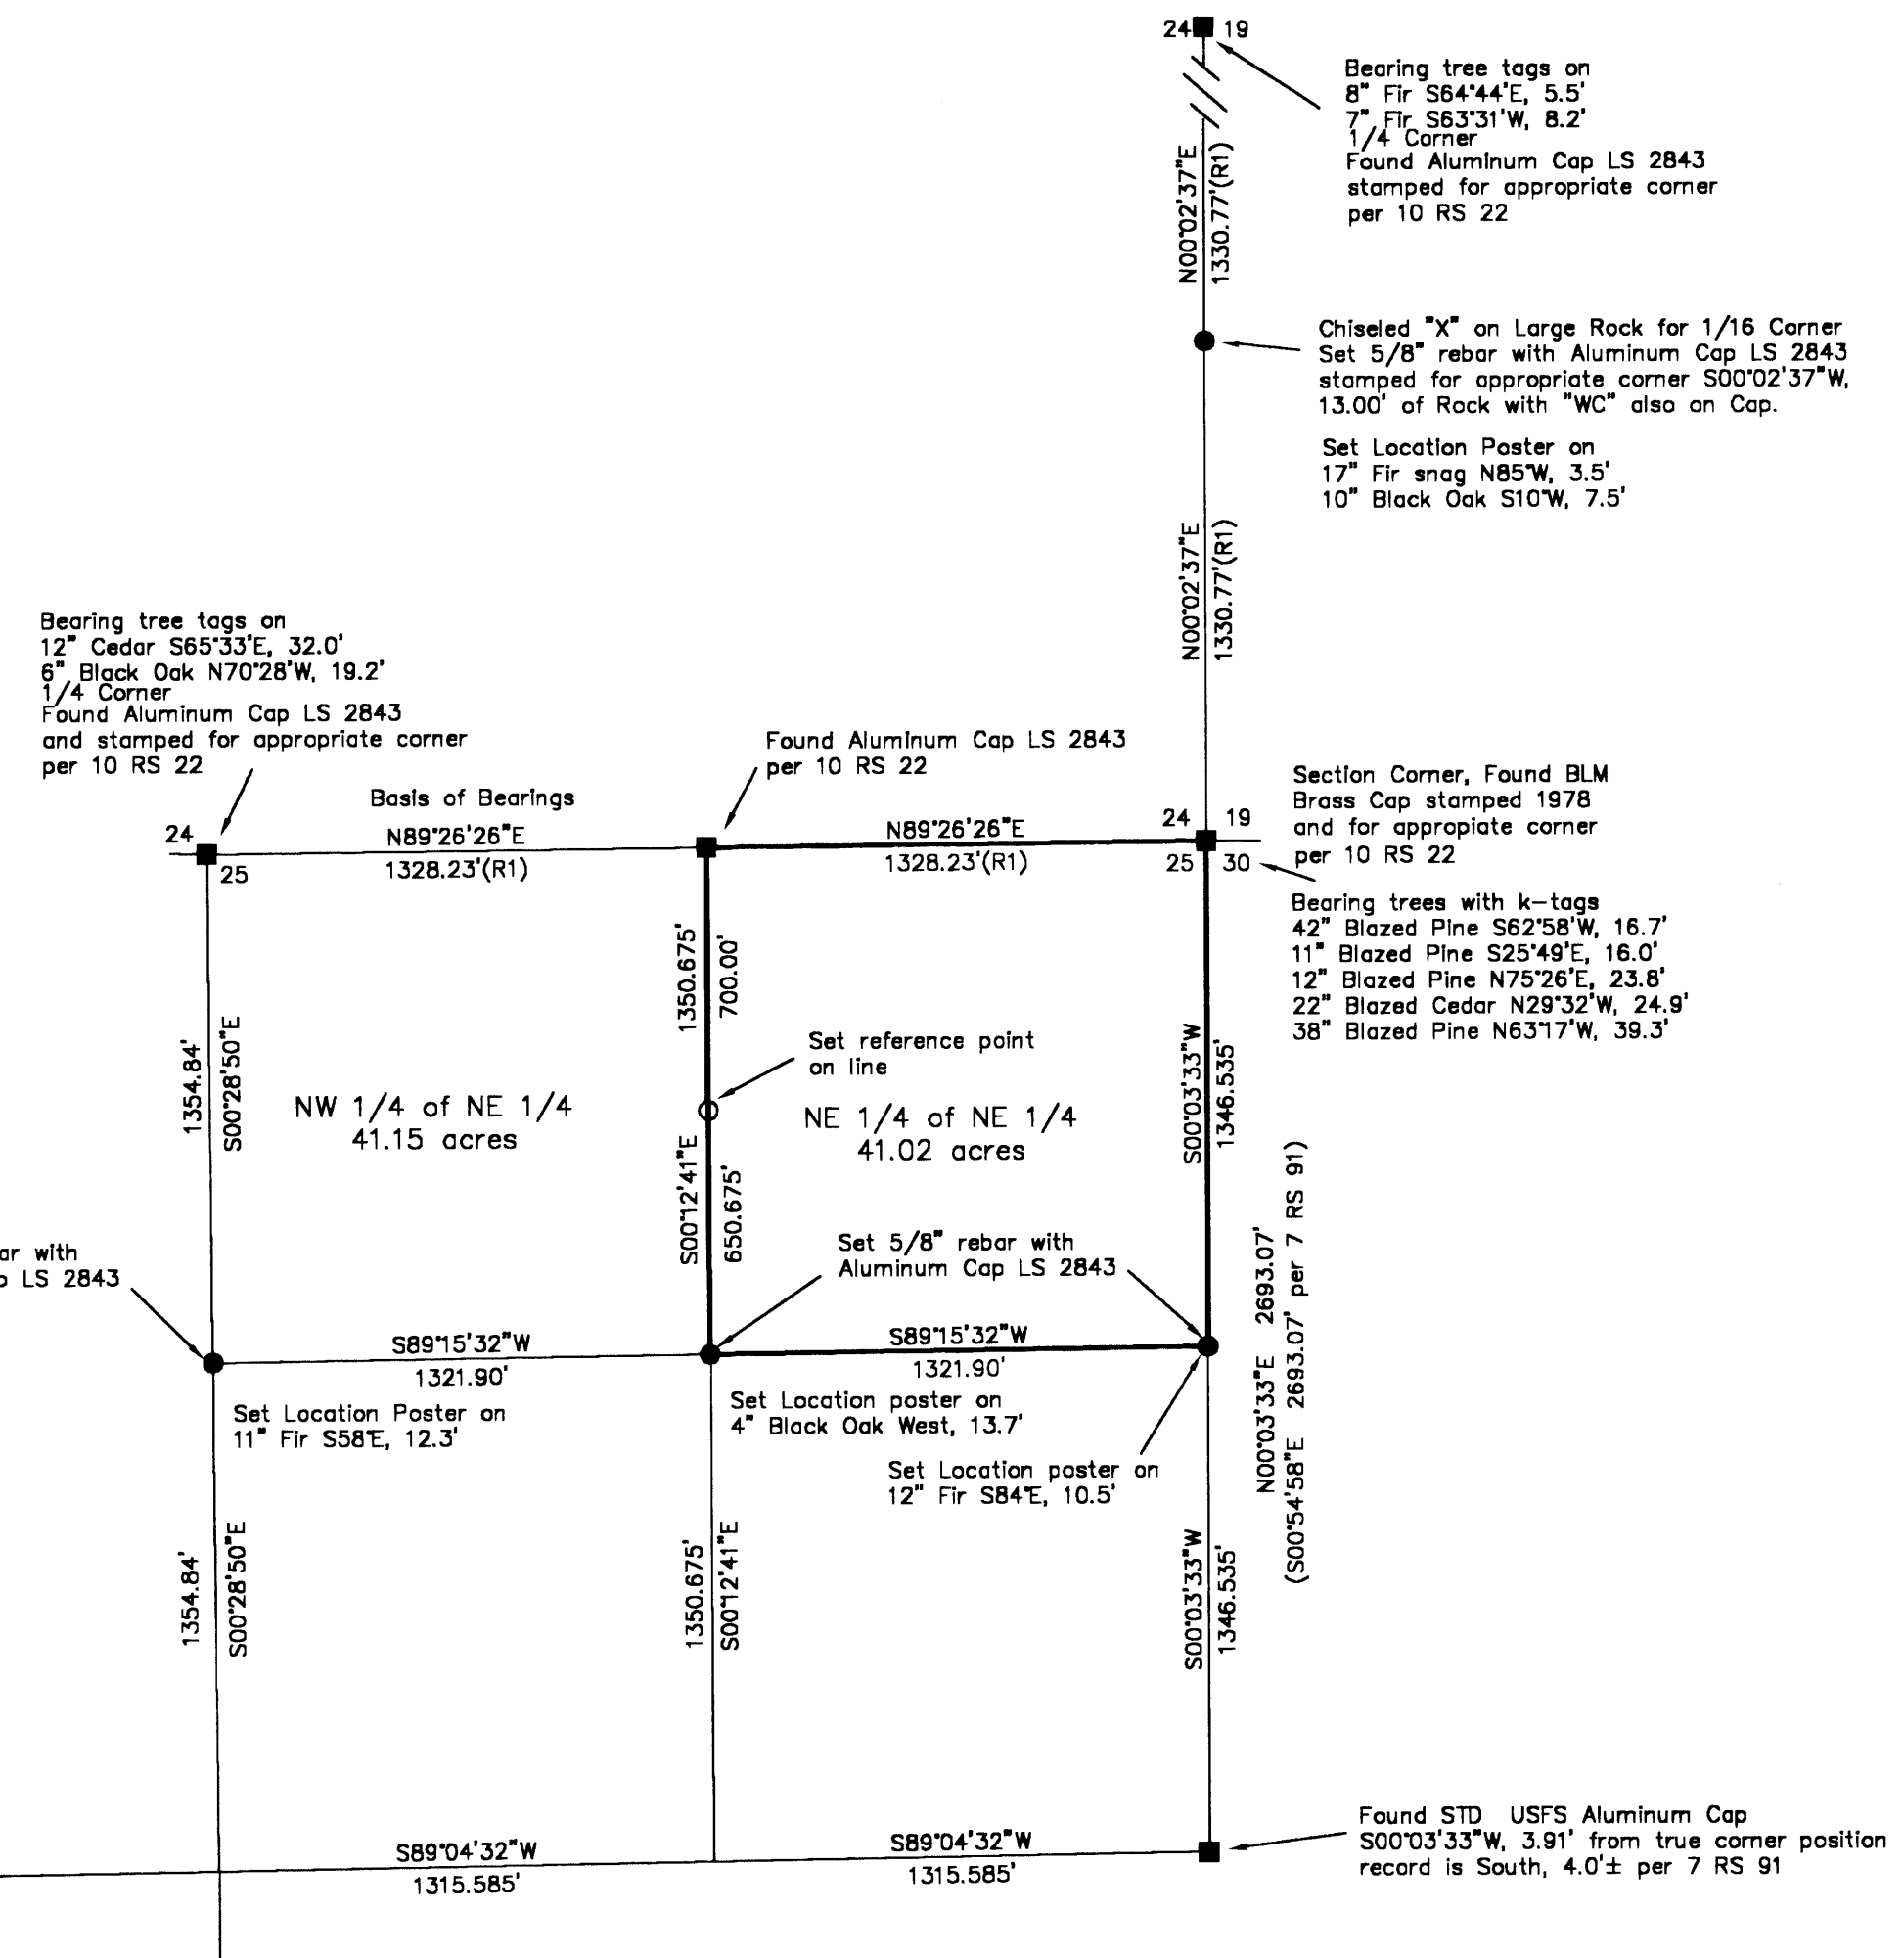 24 19
Bearing tree tags on
8" Fir S64°44'E, 5.5'
7" Fir S63°31'W, 8.2'
1/4 Corner
Found Aluminum Cap LS 2843
stamped for appropriate corner
per 10 RS 22
N00°02'37"E
1330.77'(R1)
Chiseled "X" on Large Rock for 1/16 Corner
Set 5/8" rebar with Aluminum Cap LS 2843
stamped for appropriate corner S00°02'37"W,
13.00' of Rock with "WC" also on Cap.
Set Location Poster on
17" Fir snag N85°W, 3.5'
10" Black Oak S10°W, 7.5'
N00°02'37"E
1330.77'(R1)
Bearing tree tags on
12" Cedar S65°33'E, 32.0'
6" Black Oak N70°28'W, 19.2'
1/4 Corner
Found Aluminum Cap LS 2843
and stamped for appropriate corner
per 10 RS 22
Found Aluminum Cap LS 2843
per 10 RS 22
Section Corner, Found BLM
Brass Cap stamped 1978
and for appropiate corner
per 10 RS 22
Basis of Bearings
24
25
N89°26'26"E
1328.23'(R1)
N89°26'26"E
1328.23'(R1)
24 19
25 30
Bearing trees with k-tags
42" Blazed Pine S62°58'W, 16.7'
11" Blazed Pine S25°49'E, 16.0'
12" Blazed Pine N75°26'E, 23.8'
22" Blazed Cedar N29°32'W, 24.9'
38" Blazed Pine N63°17'W, 39.3'
1350.675'
700.00'
Set reference point
on line
1354.84'
S00°28'50"E
NW 1/4 of NE 1/4
41.15 acres
NE 1/4 of NE 1/4
41.02 acres
S00°03'33"W
1346.535'
S00°12'41"E
650.675'
N00°03'33"E 2693.07'
(S00°54'58"E 2693.07' per 7 RS 91)
ar with
LS 2843
Set 5/8" rebar with
Aluminum Cap LS 2843
S89°15'32"W
1321.90'
S89°15'32"W
1321.90'
Set Location Poster on
11" Fir S58°E, 12.3'
Set Location poster on
4" Black Oak West, 13.7'
Set Location poster on
12" Fir S84°E, 10.5'
1354.84'
S00°28'50"E
1350.675'
S00°12'41"E
S00°03'33"W
1346.535'
Found STD USFS Aluminum Cap
S00°03'33"W, 3.91' from true corner position
record is South, 4.0'± per 7 RS 91
S89°04'32"W
1315.585'
S89°04'32"W
1315.585'